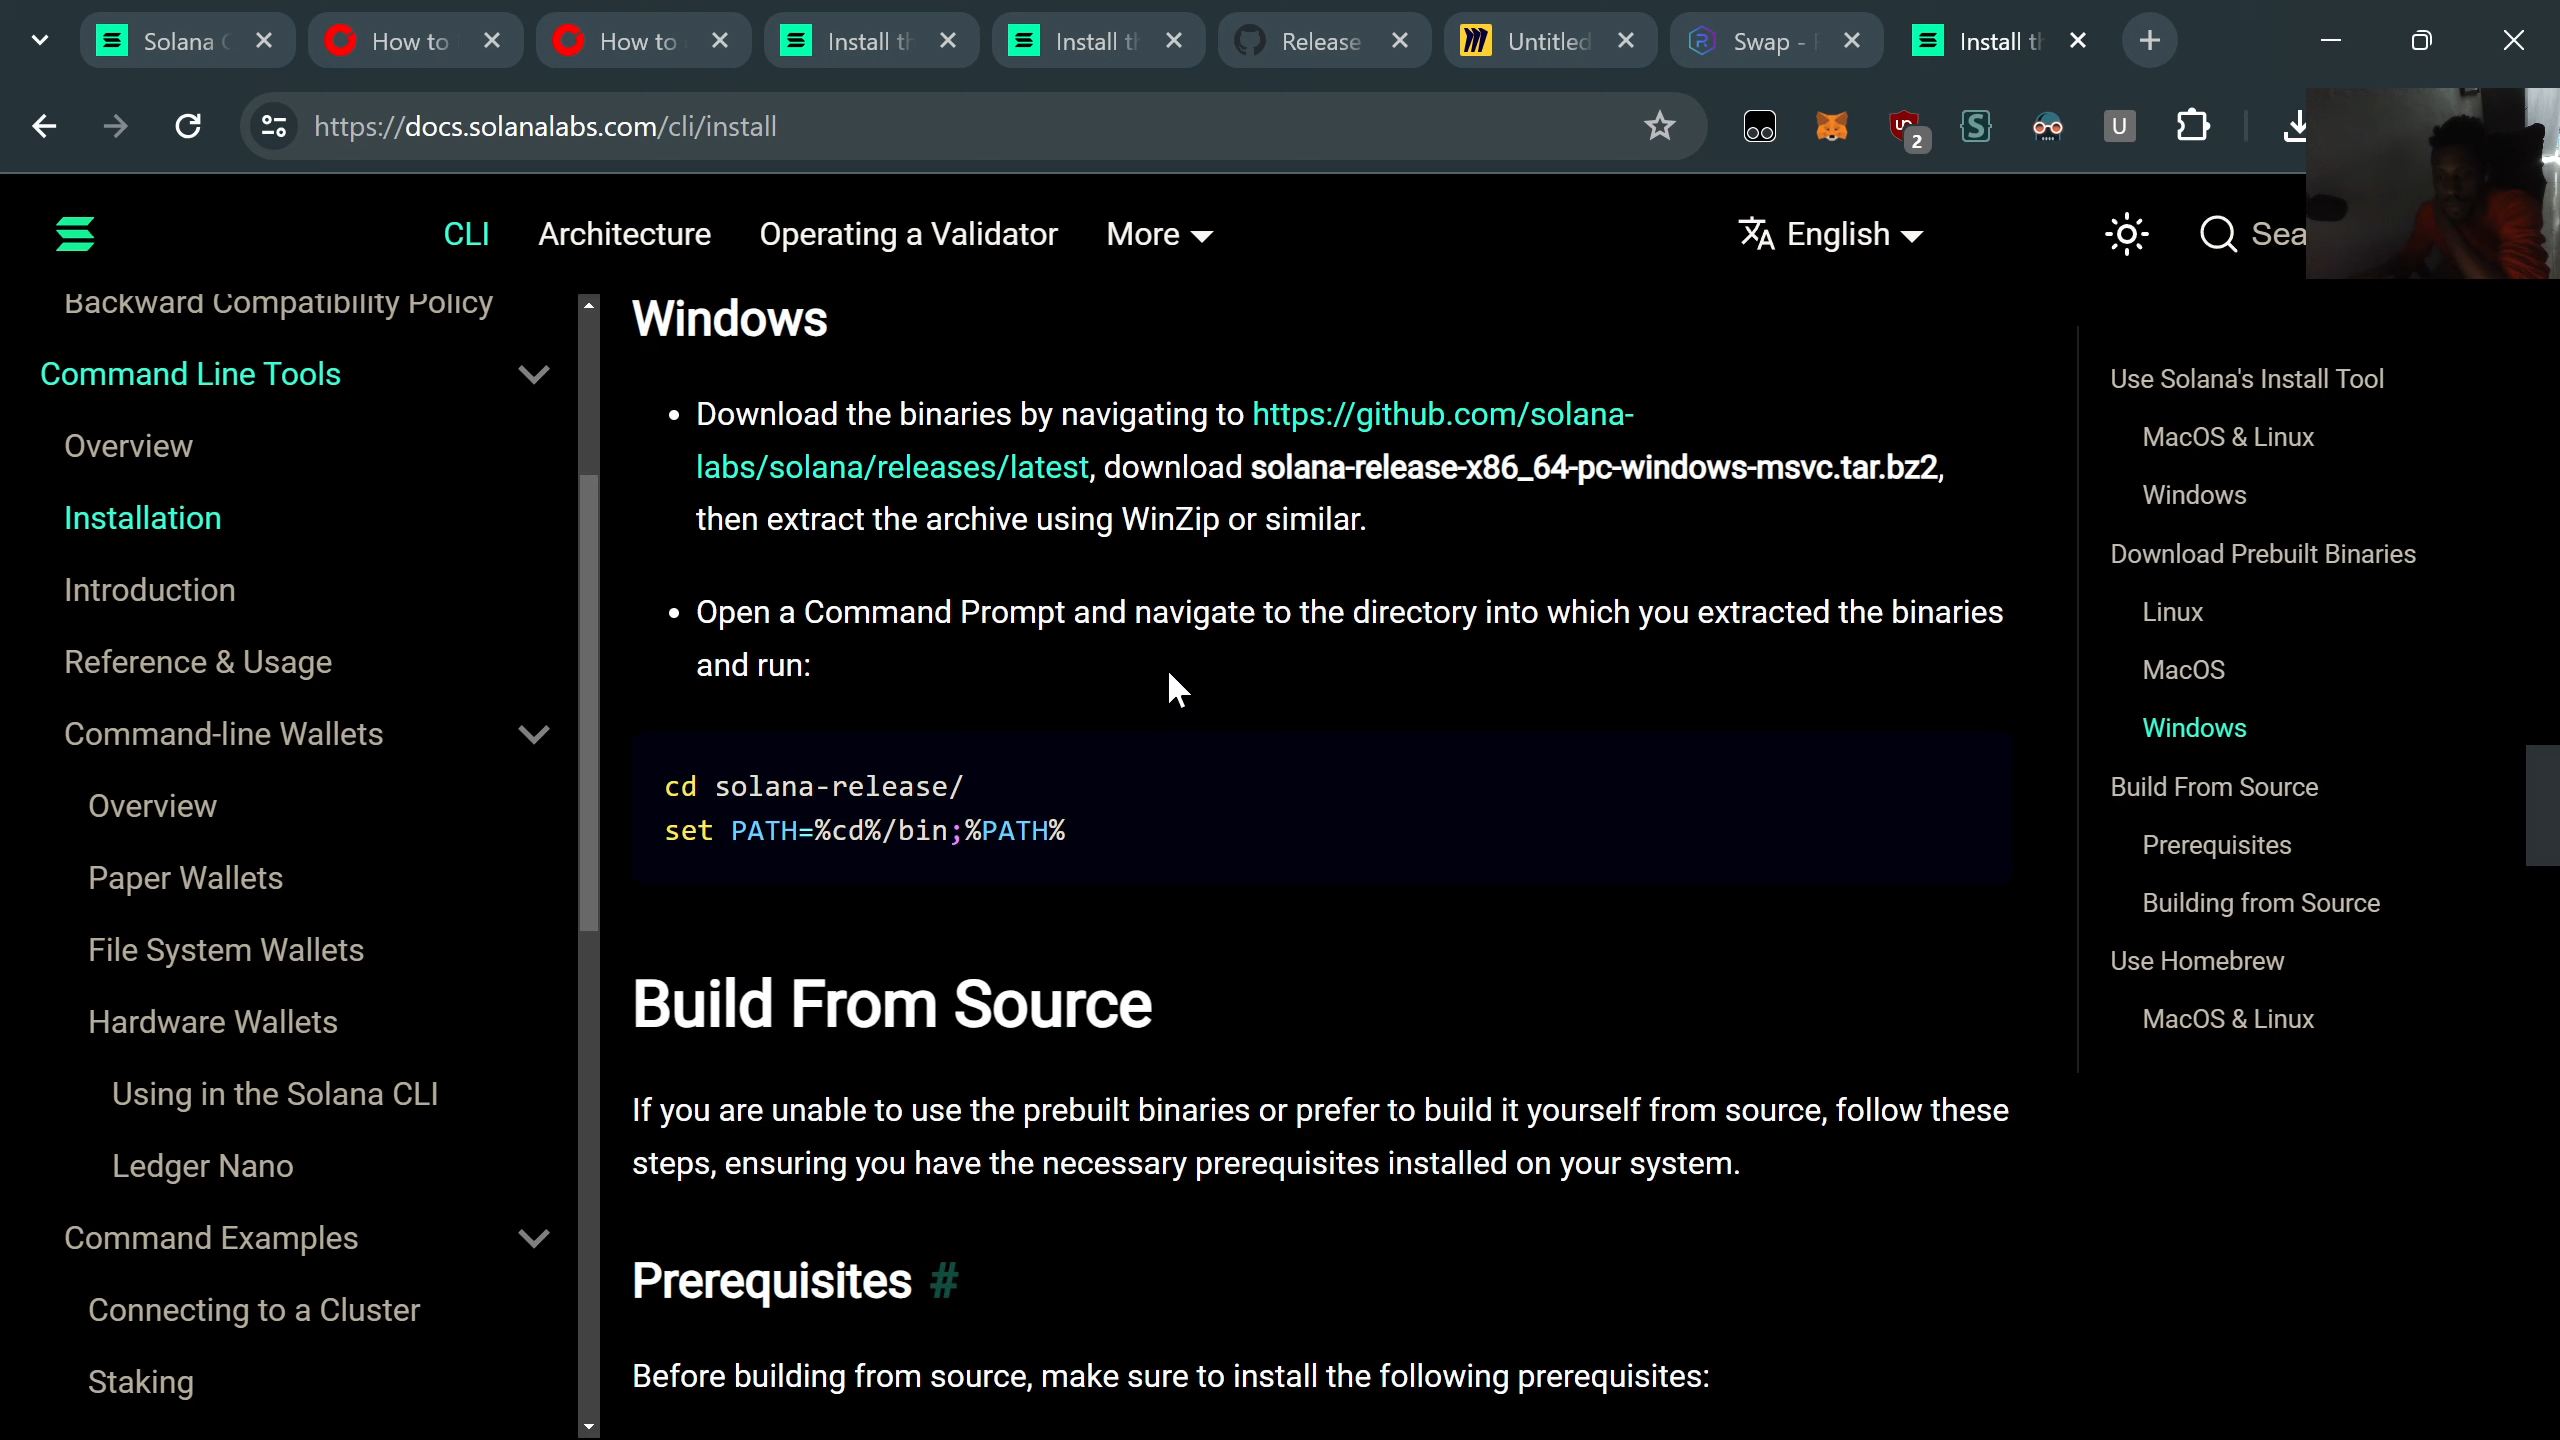 Solana
How to
How to
Install th
Install th
Release
Untitled
Swap -
Install th
https://docs.solanalabs.com/cli/install
2
U
CLI
Architecture
Operating a Validator
More
English
Sea
Backward Compatibility Policy
Command Line Tools
Overview
Installation
Introduction
Reference & Usage
Command-line Wallets
Overview
Paper Wallets
File System Wallets
Hardware Wallets
Using in the Solana CLI
Ledger Nano
Command Examples
Connecting to a Cluster
Staking
Windows
• Download the binaries by navigating to https://github.com/solana-
labs/solana/releases/latest, download solana-release-x86_64-pc-windows-msvc.tar.bz2,
then extract the archive using WinZip or similar.
• Open a Command Prompt and navigate to the directory into which you extracted the binaries
and run:
cd solana-release/
set PATH=%cd%/bin;%PATH%
Build From Source
If you are unable to use the prebuilt binaries or prefer to build it yourself from source, follow these
steps, ensuring you have the necessary prerequisites installed on your system.
Prerequisites #
Before building from source, make sure to install the following prerequisites:
Use Solana's Install Tool
MacOS & Linux
Windows
Download Prebuilt Binaries
Linux
MacOS
Windows
Build From Source
Prerequisites
Building from Source
Use Homebrew
MacOS & Linux